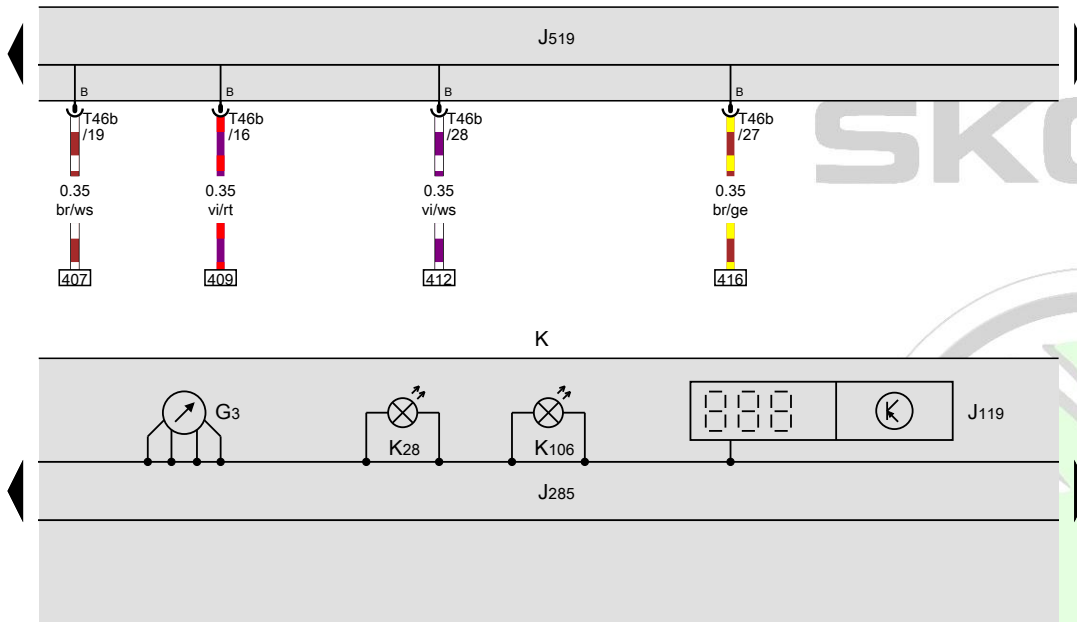 J519
B B B B
T46b T46b T46b T46b
/19 /16 /28 /27
0.35 0.35 0.35 0.35
br/ws vi/rt vi/ws br/ge
407 409 412 416
K
G3 J119
K28 K106
J285